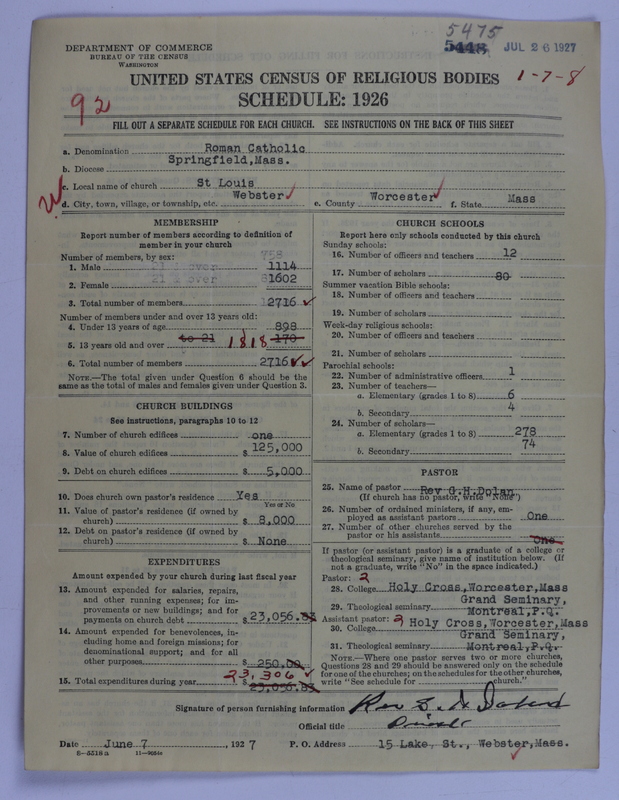 5475
DEPARTMENT OF COMMERCE 5448 JUL 26 1927
BUREAU OF THE CENSUS
WASHINGTON
UNITED STATES CENSUS OF RELIGIOUS BODIES 1-7-8
92 SCHEDULE: 1926
FILL OUT A SEPARATE SCHEDULE FOR EACH CHURCH. SEE INSTRUCTIONS ON THE BACK OF THIS SHEET
a. Denomination Roman Catholic
b. Diocese Springfield, Mass.
c. Local name of church St Louis
d. City, town, village, or township, etc. Webster e. County Worcester f. State Mass
MEMBERSHIP
Report number of members according to definition of
member in your church
Number of members, by sex: 758
1. Male 21 & over 1114
2. Female 21 & over 1602
3. Total number of members 2716
Number of members under and over 13 years old:
4. Under 13 years of age 898
5. 13 years old and over to 21 1818 170
6. Total number of members 2716
NOTE.—The total given under Question 6 should be the
same as the total of males and females given under Question 3.
CHURCH BUILDINGS
See instructions, paragraphs 10 to 12
7. Number of church edifices one
8. Value of church edifices $ 125,000
9. Debt on church edifices $ 5,000
10. Does church own pastor's residence Yes
Yes or No
11. Value of pastor's residence (if owned by
church) $ 8,000
12. Debt on pastor's residence (if owned by
church) $ None
EXPENDITURES
Amount expended by your church during last fiscal year
13. Amount expended for salaries, repairs,
and other running expenses; for im-
provements or new buildings; and for
payments on church debt $ 23,056.83
14. Amount expended for benevolences, in-
cluding home and foreign missions; for
denominational support; and for all
other purposes $ 250.00
23,306
15. Total expenditures during year $ 23,056.83
CHURCH SCHOOLS
Report here only schools conducted by this church
Sunday schools:
16. Number of officers and teachers 12
17. Number of scholars 80
Summer vacation Bible schools:
18. Number of officers and teachers
19. Number of scholars
Week-day religious schools:
20. Number of officers and teachers
21. Number of scholars
Parochial schools:
22. Number of administrative officers 1
23. Number of teachers—
a. Elementary (grades 1 to 8) 6
b. Secondary 4
24. Number of scholars—
a. Elementary (grades 1 to 8) 278
b. Secondary 74
PASTOR
25. Name of pastor Rev G.H.Dolan
(If church has no pastor, write "None")
26. Number of ordained ministers, if any, em-
ployed as assistant pastors One
27. Number of other churches served by the
pastor or his assistants One
If pastor (or assistant pastor) is a graduate of a college or
theological seminary, give name of institution below. (If
not a graduate, write "No" in the space indicated.)
Pastor: 2
28. College Holy Cross, Worcester, Mass
Grand Seminary,
29. Theological seminary Montreal, P.Q.
Assistant pastor: 2
30. College Holy Cross, Worcester, Mass
Grand Seminary,
31. Theological seminary Montreal, P.Q.
NOTE.—Where one pastor serves two or more churches,
Questions 28 and 29 should be answered only on the schedule
for one of the churches; on the schedules for the other churches,
write "See schedule for church."
Signature of person furnishing information Rev G. H. Dolan
Official title
Date June 7, 1927 P. O. Address 15 Lake, St., Webster, Mass.